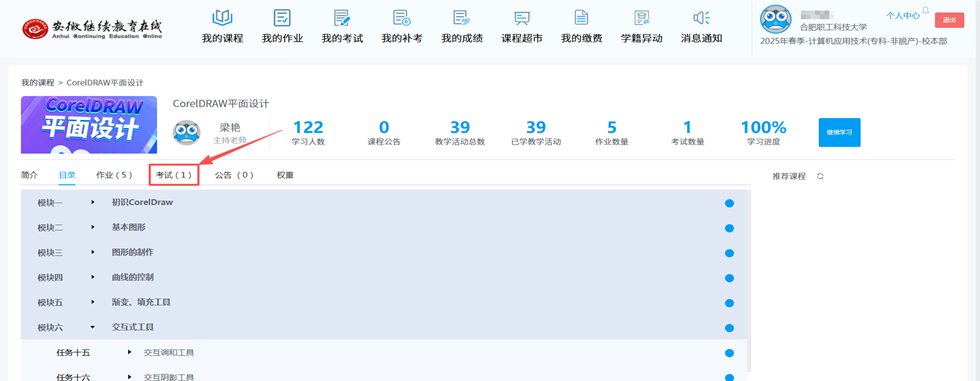 安徽继续教育在线
Anhui Continuing Education Online
我的课程 我的作业 我的考试 我的补考 我的成绩 课程超市 我的缴费 学籍异动 消息通知
个人中心 退出
合肥职工科技大学
2025年春季-计算机应用技术(专科-非脱产)-校本部
我的课程 > CorelDRAW平面设计
CorelDRAW
平面设计
CorelDRAW平面设计
梁艳
主持老师
122 0 39 39 5 1 100%
学习人数 课程公告 教学活动总数 已学教学活动 作业数量 考试数量 学习进度
继续学习
简介 目录 作业（5） 考试（1） 公告（0） 权重
推荐课程
模块一 初识CorelDraw
模块二 基本图形
模块三 图形的制作
模块四 曲线的控制
模块五 渐变、填充工具
模块六 交互式工具
任务十五 交互调和工具
任务十六 交互阴影工具